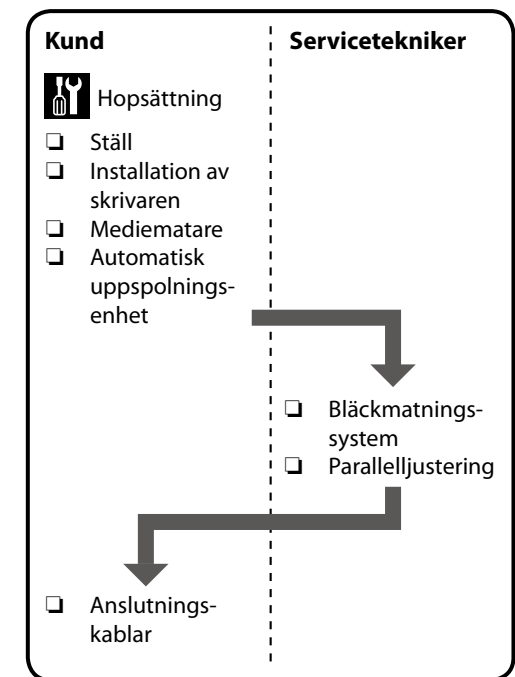 Kund
Servicetekniker
Hopsättning
❏ Ställ
❏ Installation av
skrivaren
❏ Mediematare
❏ Automatisk
uppspolnings-
enhet
❏ Bläckmatnings-
system
❏ Parallelljustering
❏ Anslutnings-
kablar